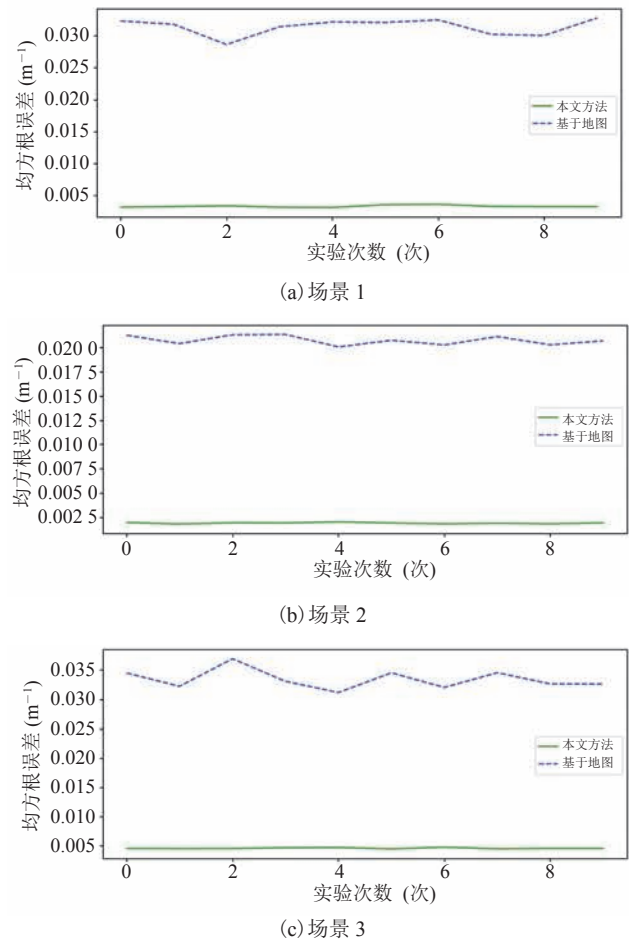 0.030
0.025
0.020
0.015
0.010
0.005
均方根误差 (m⁻¹)
本文方法
基于地图
0 2 4 6 8
实验次数 (次)
(a)场景 1
0.020 0
0.017 5
0.015 0
0.012 5
0.010 0
0.007 5
0.005 0
0.002 5
均方根误差 (m⁻¹)
本文方法
基于地图
0 2 4 6 8
实验次数 (次)
(b)场景 2
0.035
0.030
0.025
0.020
0.015
0.010
0.005
均方根误差 (m⁻¹)
本文方法
基于地图
0 2 4 6 8
实验次数 (次)
(c)场景 3